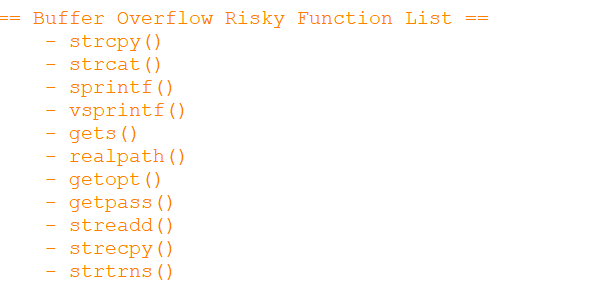 == Buffer Overflow Risky Function List ==
- strcpy()
- strcat()
- sprintf()
- vsprintf()
- gets()
- realpath()
- getopt()
- getpass()
- streadd()
- strecpy()
- strtrns()